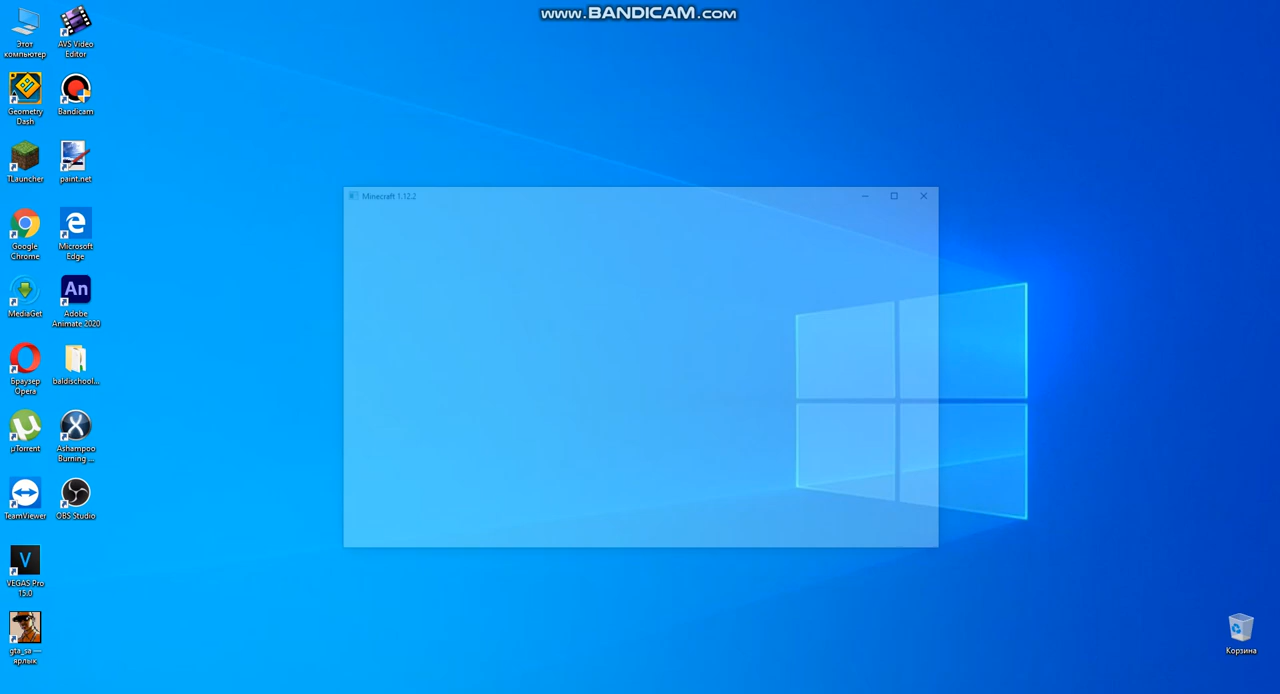 www.BANDICAM.com
Этот
компьютер
AVS Video
Editor
Geometry
Dash
Bandicam
TLauncher
paint.net
Minecraft 1.12.2
Google
Chrome
Microsoft
Edge
MediaGet
An
Adobe
Animate 2020
Браузер
Opera
baldischool...
µTorrent
Ashampoo
Burning ...
TeamViewer
OBS Studio
V
VEGAS Pro
15.0
gta_sa —
ярлык
Корзина